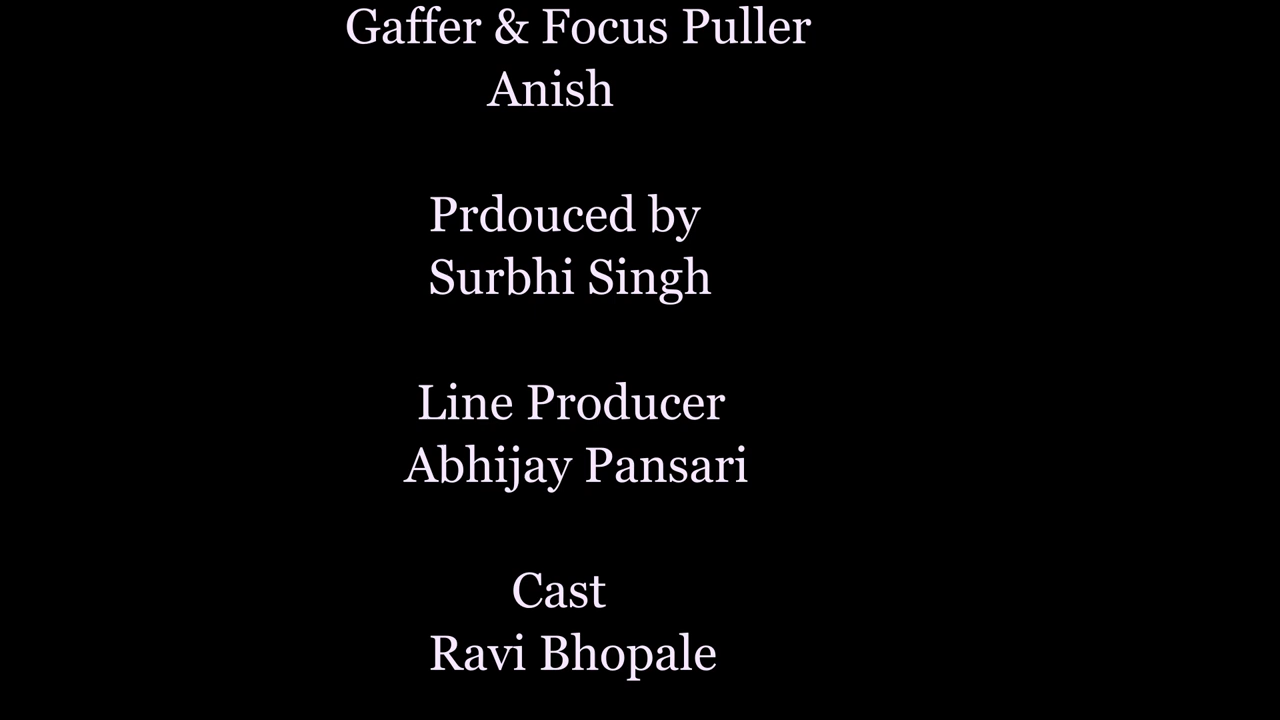 Gaffer & Focus Puller
Anish
Prdouced by
Surbhi Singh
Line Producer
Abhijay Pansari
Cast
Ravi Bhopale